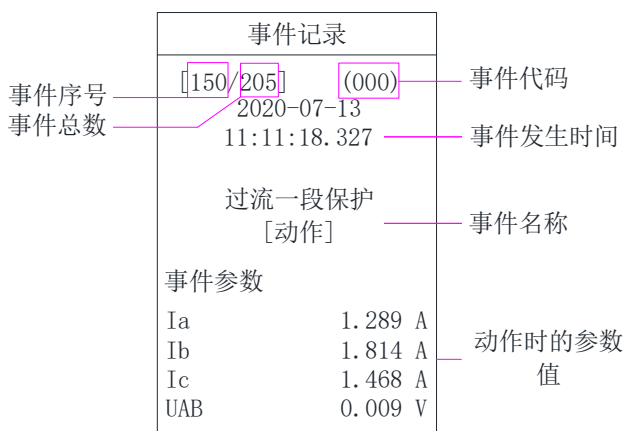 事件记录
[150/205] (000)
2020-07-13
11:11:18.327
过流一段保护
[动作]
事件参数
Ia 1.289 A
Ib 1.814 A
Ic 1.468 A
UAB 0.009 V
事件序号
事件总数
事件代码
事件发生时间
事件名称
动作时的参数
值